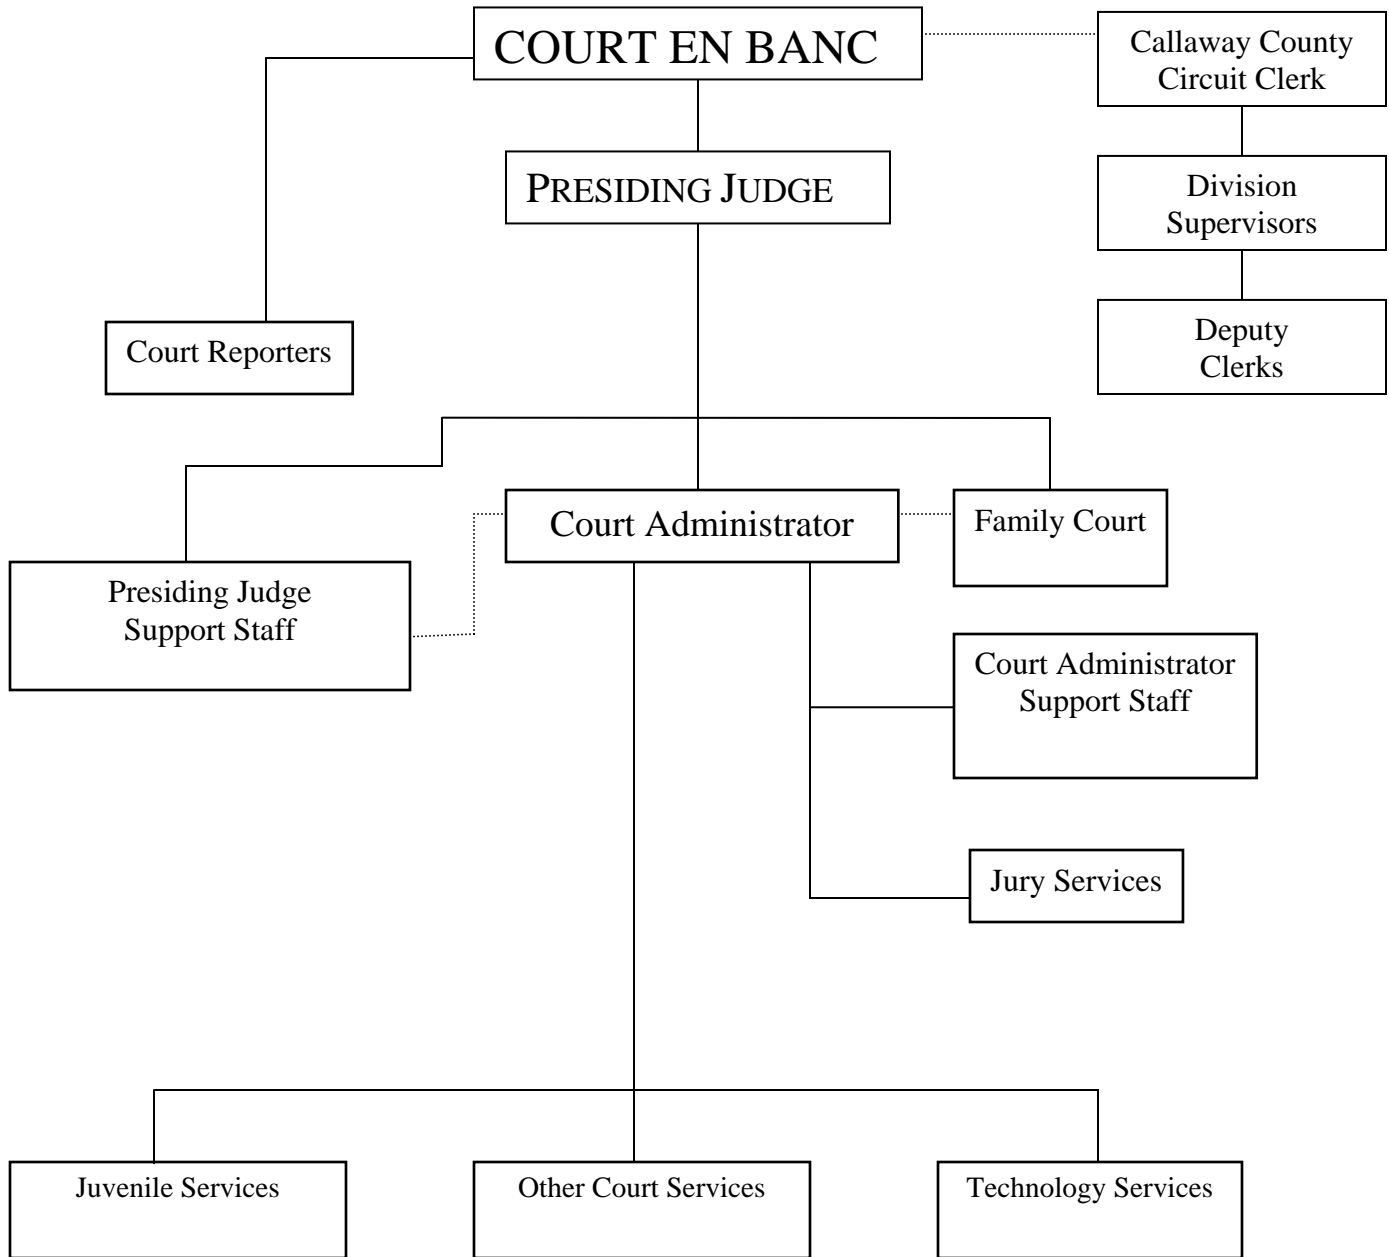 COURT EN BANC
Callaway County
Circuit Clerk
PRESIDING JUDGE
Division
Supervisors
Court Reporters
Deputy
Clerks
Court Administrator
Family Court
Presiding Judge
Support Staff
Court Administrator
Support Staff
Jury Services
Juvenile Services
Other Court Services
Technology Services